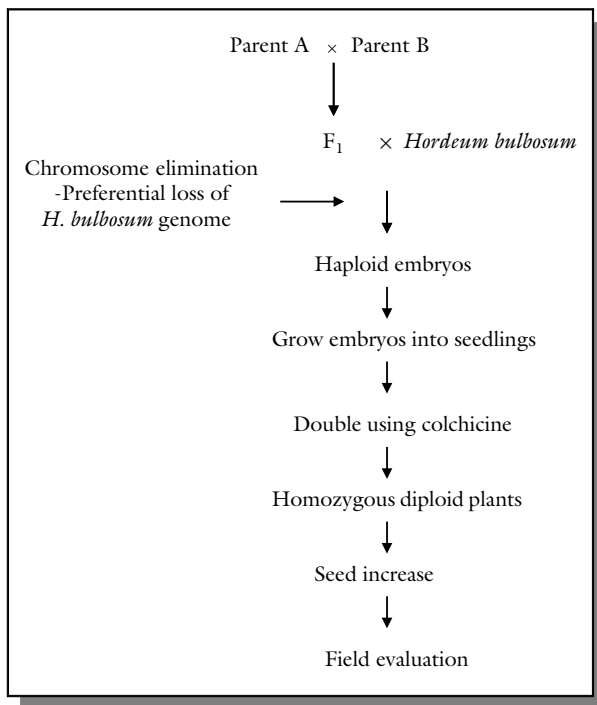 Parent A × Parent B
F₁ × Hordeum bulbosum
Chromosome elimination
-Preferential loss of
H. bulbosum genome
Haploid embryos
Grow embryos into seedlings
Double using colchicine
Homozygous diploid plants
Seed increase
Field evaluation